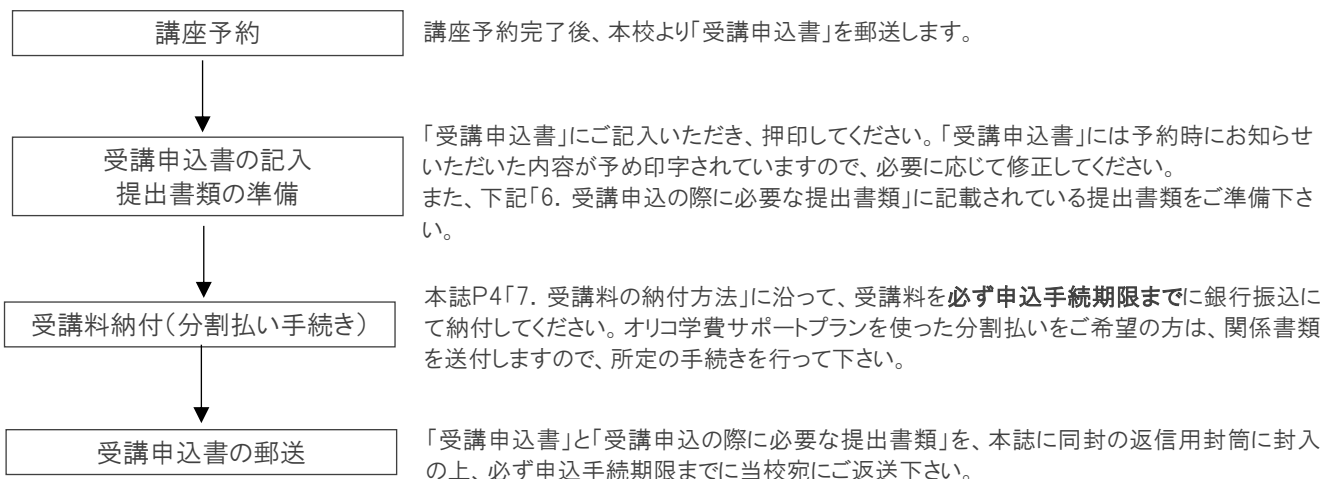 講座予約
講座予約完了後、本校より「受講申込書」を郵送します。
受講申込書の記入
提出書類の準備
「受講申込書」にご記入いただき、押印してください。「受講申込書」には予約時にお知らせ
いただいた内容が予め印字されていますので、必要に応じて修正してください。
また、下記「6．受講申込の際に必要な提出書類」に記載されている提出書類をご準備下さ
い。
受講料納付（分割払い手続き）
本誌P4「7．受講料の納付方法」に沿って、受講料を必ず申込手続期限までに銀行振込に
て納付してください。オリコ学費サポートプランを使った分割払いをご希望の方は、関係書類
を送付しますので、所定の手続きを行って下さい。
受講申込書の郵送
「受講申込書」と「受講申込の際に必要な提出書類」を、本誌に同封の返信用封筒に封入
の上、必ず申込手続期限までに当校宛にご返送下さい。